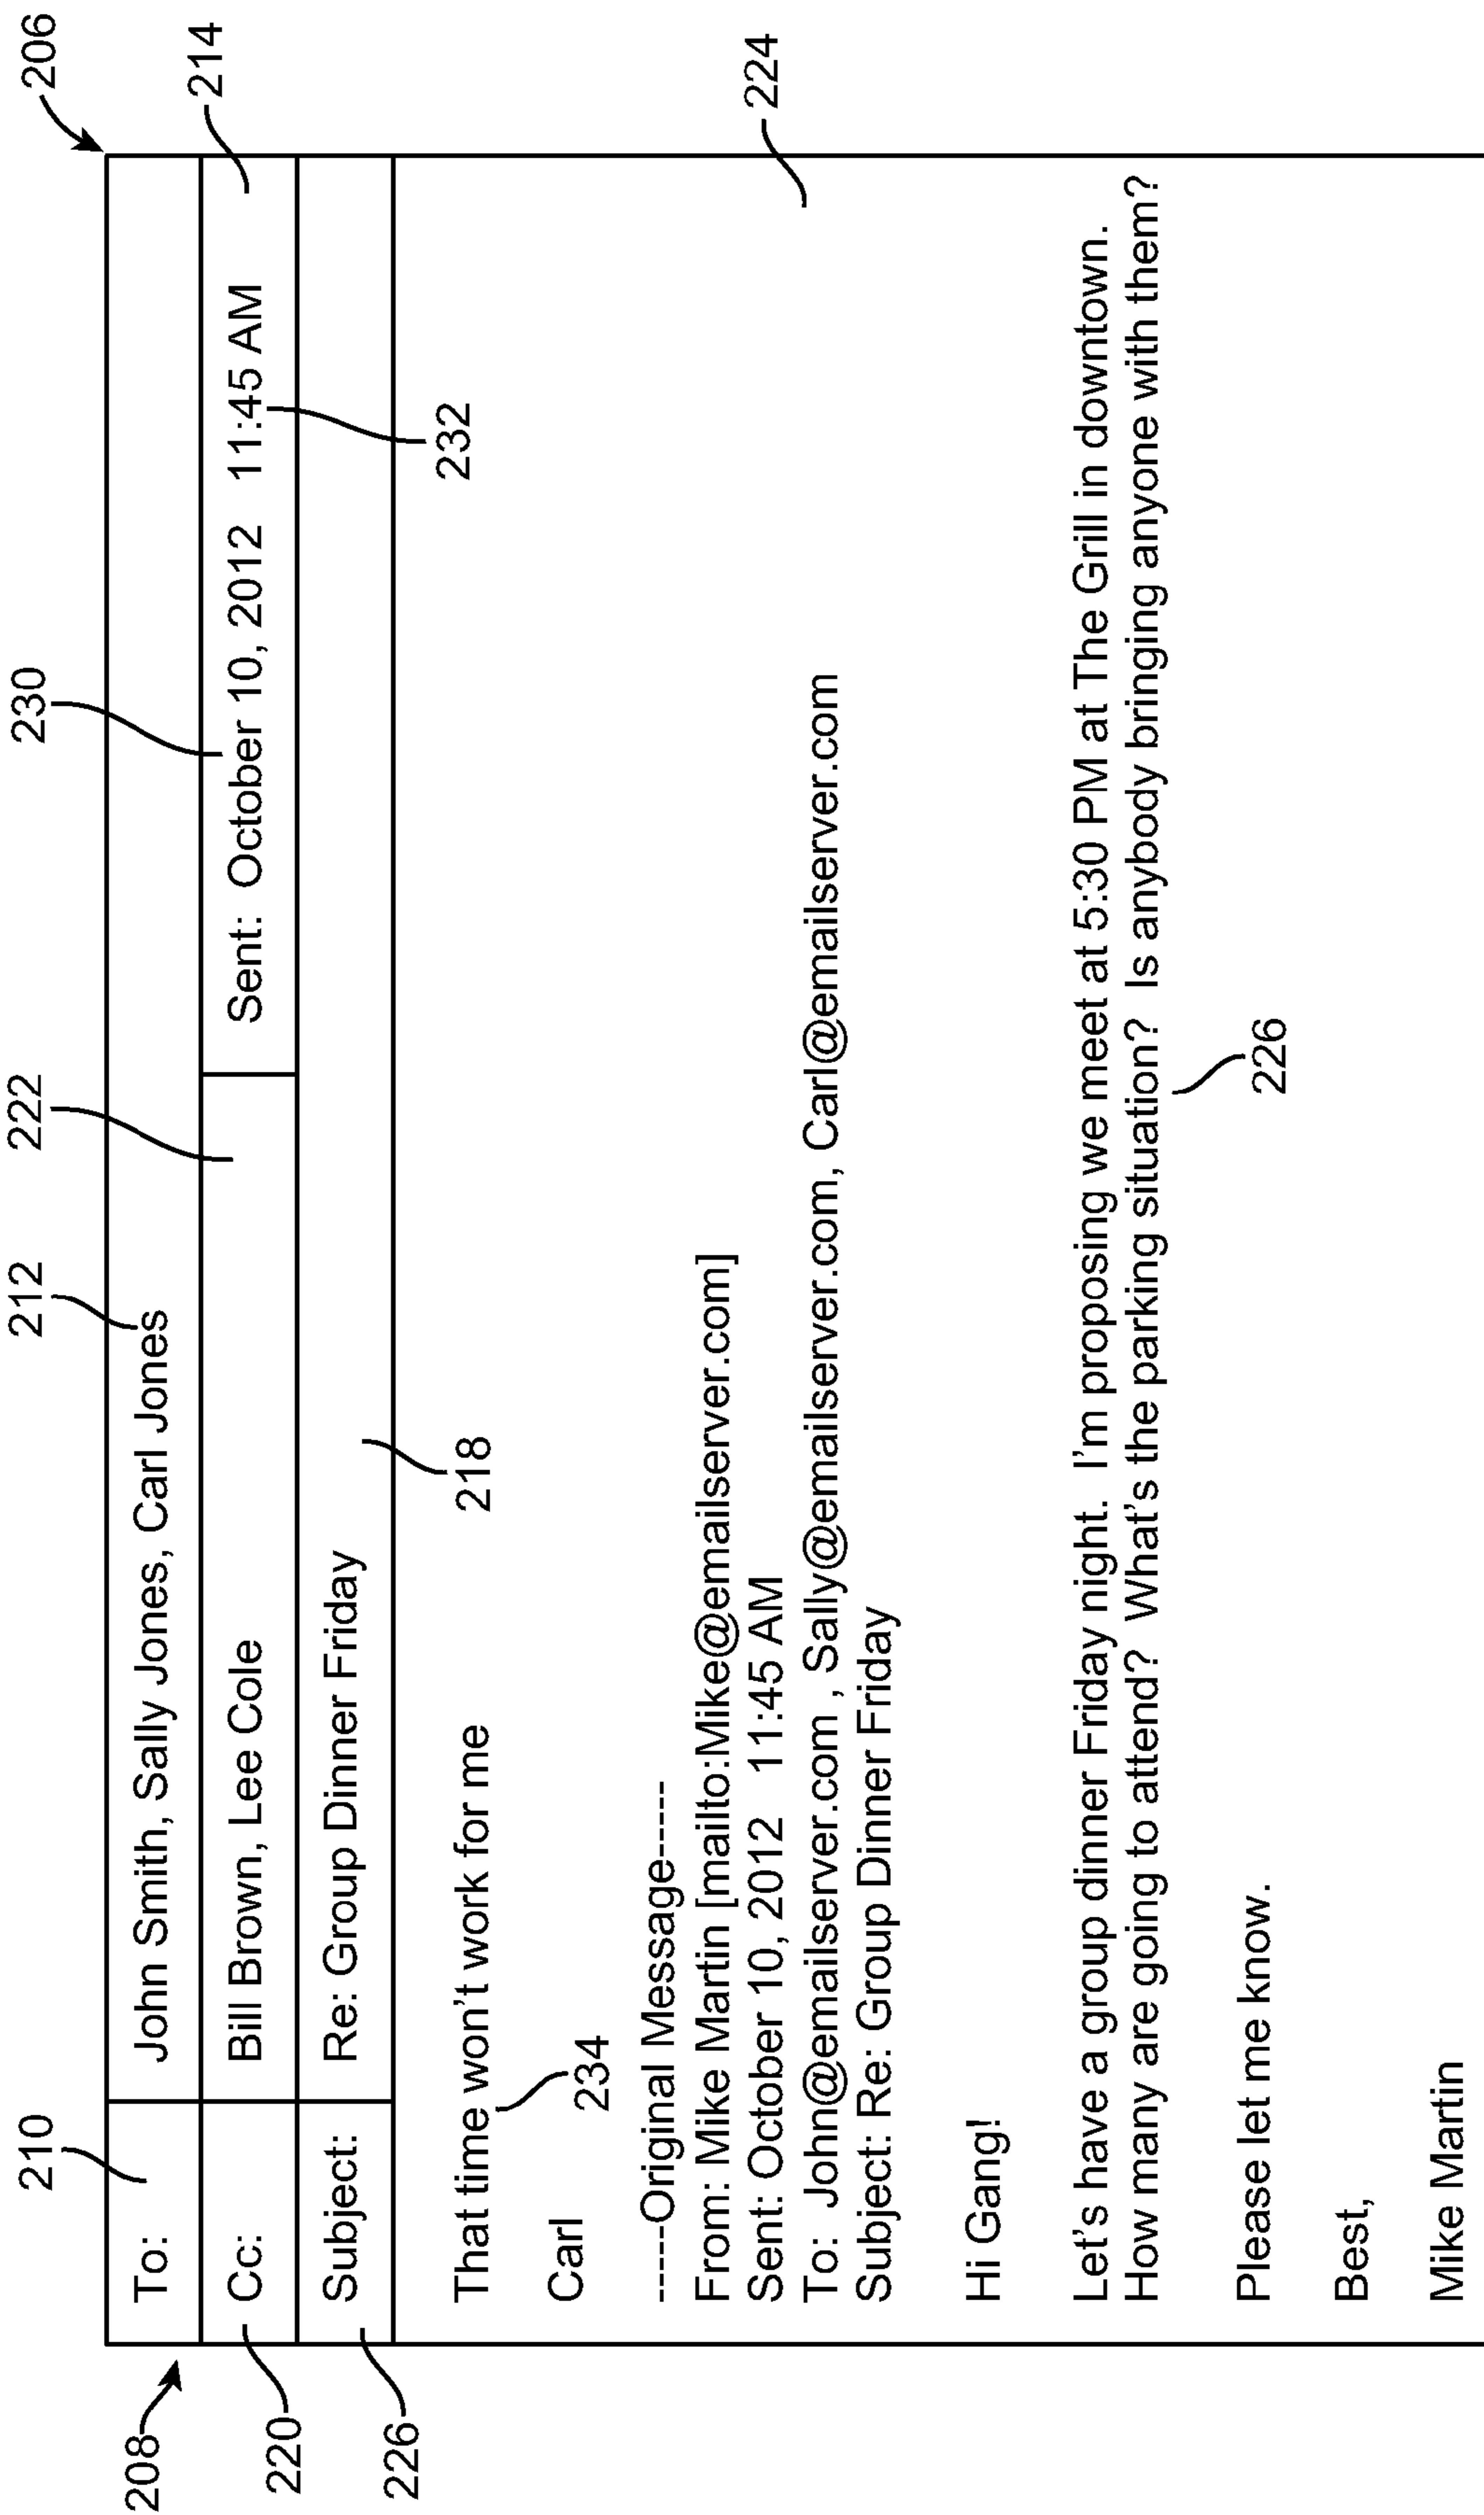 206
230
222
212
210
214
208
To: John Smith, Sally Jones, Carl Jones
Cc: Bill Brown, Lee Cole Sent: October 10, 2012 11:45 AM
220
Subject: Re: Group Dinner Friday
226
232
218
That time won't work for me
234
Carl
-----Original Message-----
From: Mike Martin [mailto:Mike@emailserver.com]
Sent: October 10, 2012 11:45 AM
224
To: John@emailserver.com , Sally@emailserver.com, Carl@emailserver.com
Subject: Re: Group Dinner Friday
Hi Gang!
Let's have a group dinner Friday night. I'm proposing we meet at 5:30 PM at The Grill in downtown.
How many are going to attend? What's the parking situation? Is anybody bringing anyone with them?
226
Please let me know.
Best,
Mike Martin